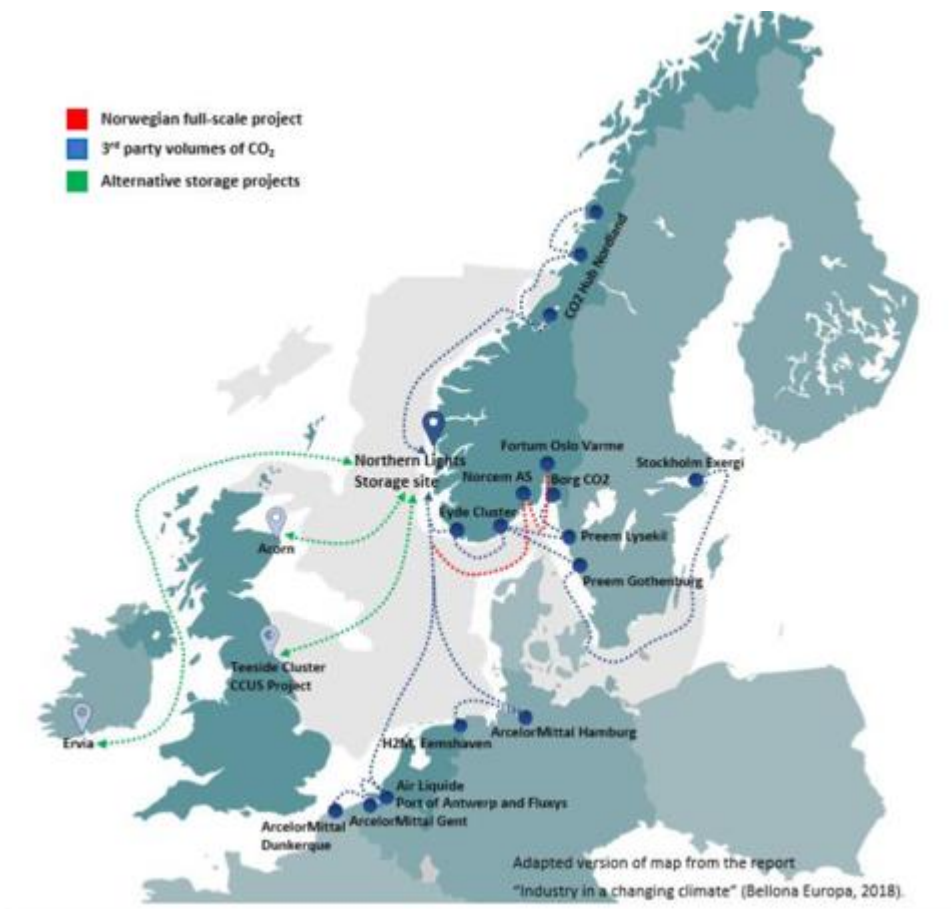 Norwegian full-scale project
3rd party volumes of CO2
Alternative storage projects
CO2 Hub Nordland
Fortum Oslo Varme
Northern Lights
Storage site
Norcem AS
Borg CO2
Stockholm Exergi
Eyde Cluster
Preem Lysekil
Acorn
Preem Gothenburg
Teeside Cluster
CCUS Project
Ervia
ArcelorMittal Hamburg
H2M, Eemshaven
Air Liquide
Port of Antwerp and Fluxys
ArcelorMittal Gent
ArcelorMittal
Dunkerque
Adapted version of map from the report
"Industry in a changing climate" (Bellona Europa, 2018).